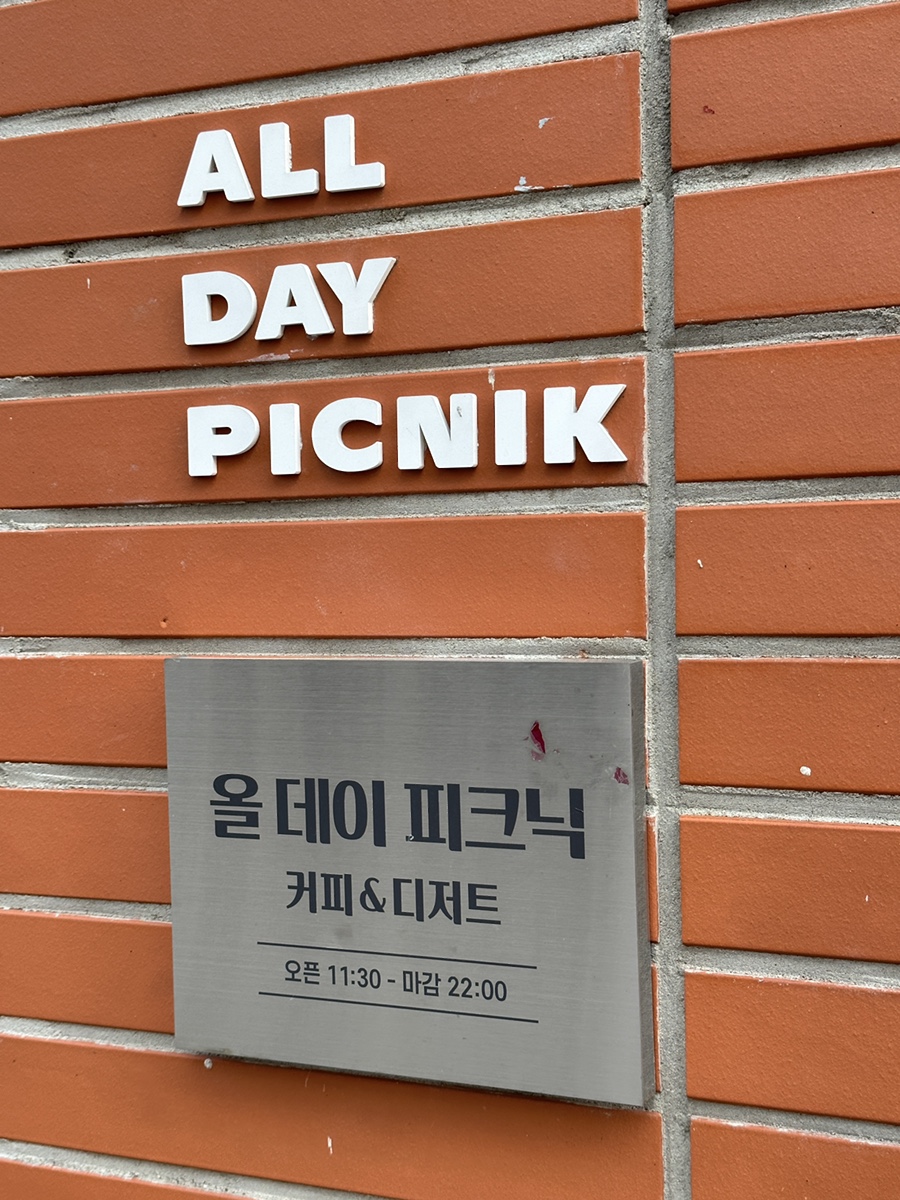 ALL
DAY
PICNIK
올 데이 피크닉
커피&디저트
오픈 11:30 - 마감 22:00